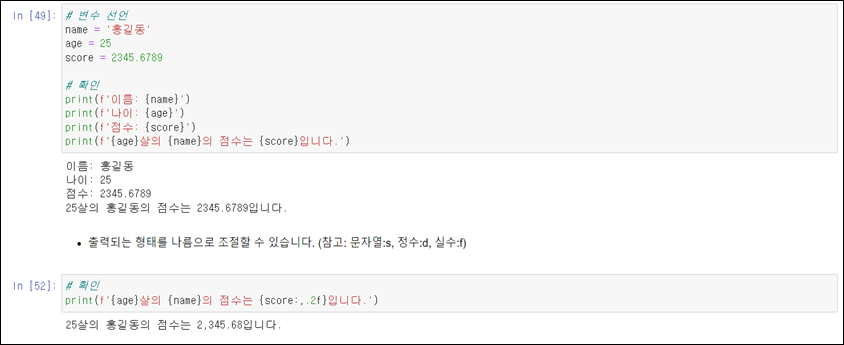 In [49]: # 변수 선언
name = '홍길동'
age = 25
score = 2345.6789
# 확인
print(f'이름: {name}')
print(f'나이: {age}')
print(f'점수: {score}')
print(f'{age}살의 {name}의 점수는 {score}입니다.')
이름: 홍길동
나이: 25
점수: 2345.6789
25살의 홍길동의 점수는 2345.6789입니다.
• 출력되는 형태를 나름으로 조절할 수 있습니다. (참고: 문자열:s, 정수:d, 실수:f)
In [52]: # 확인
print(f'{age}살의 {name}의 점수는 {score:,.2f}입니다.')
25살의 홍길동의 점수는 2,345.68입니다.